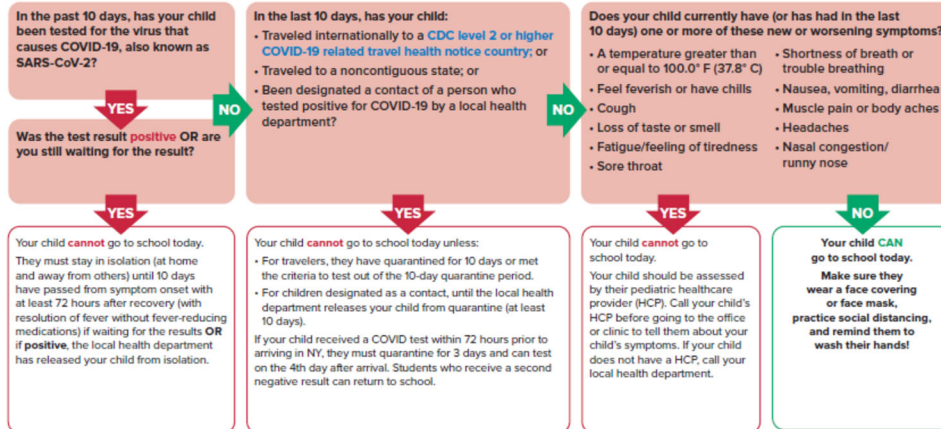 In the past 10 days, has your child
been tested for the virus that
causes COVID-19, also known as
SARS-CoV-2?
YES
NO
Was the test result positive OR are
you still waiting for the result?
YES
Your child cannot go to school today.
They must stay in isolation (at home
and away from others) until 10 days
have passed from symptom onset with
at least 72 hours after recovery (with
resolution of fever without fever-reducing
medications) if waiting for the results OR
if positive, the local health department
has released your child from isolation.
In the last 10 days, has your child:
• Traveled internationally to a CDC level 2 or higher
COVID-19 related travel health notice country; or
• Traveled to a noncontiguous state; or
• Been designated a contact of a person who
tested positive for COVID-19 by a local health
department?
NO
YES
Your child cannot go to school today unless:
• For travelers, they have quarantined for 10 days or met
the criteria to test out of the 10-day quarantine period.
• For children designated as a contact, until the local health
department releases your child from quarantine (at least
10 days).
If your child received a COVID test within 72 hours prior to
arriving in NY, they must quarantine for 3 days and can test
on the 4th day after arrival. Students who receive a second
negative result can return to school.
Does your child currently have (or has had in the last
10 days) one or more of these new or worsening symptoms?
• A temperature greater than
or equal to 100.0° F (37.8° C)
• Feel feverish or have chills
• Cough
• Loss of taste or smell
• Fatigue/feeling of tiredness
• Sore throat
• Shortness of breath or
trouble breathing
• Nausea, vomiting, diarrhea
• Muscle pain or body aches
• Headaches
• Nasal congestion/
runny nose
YES
Your child cannot go to
school today.
Your child should be assessed
by their pediatric healthcare
provider (HCP). Call your child's
HCP before going to the office
or clinic to tell them about your
child's symptoms. If your child
does not have a HCP, call your
local health department.
NO
Your child CAN
go to school today.
Make sure they
wear a face covering
or face mask,
practice social distancing,
and remind them to
wash their hands!